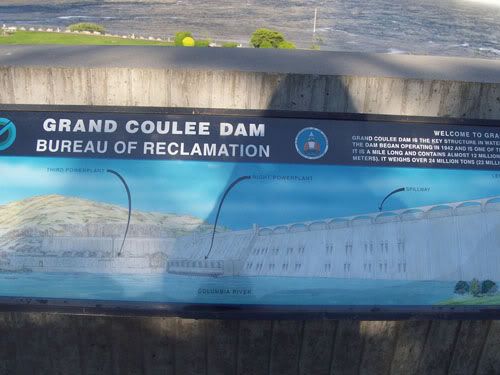 GRAND COULEE DAM
BUREAU OF RECLAMATION
WELCOME TO GRA
GRAND COULEE DAM IS THE KEY STRUCTURE IN WATE
THE DAM BEGAN OPERATING IN 1942 AND IS ONE OF T
IT IS A MILE LONG AND CONTAINS ALMOST 12 MILLIO
METERS). IT WEIGHS OVER 24 MILLION TONS (22 MILLI
THIRD POWERPLANT
RIGHT POWERPLANT
SPILLWAY
COLUMBIA RIVER